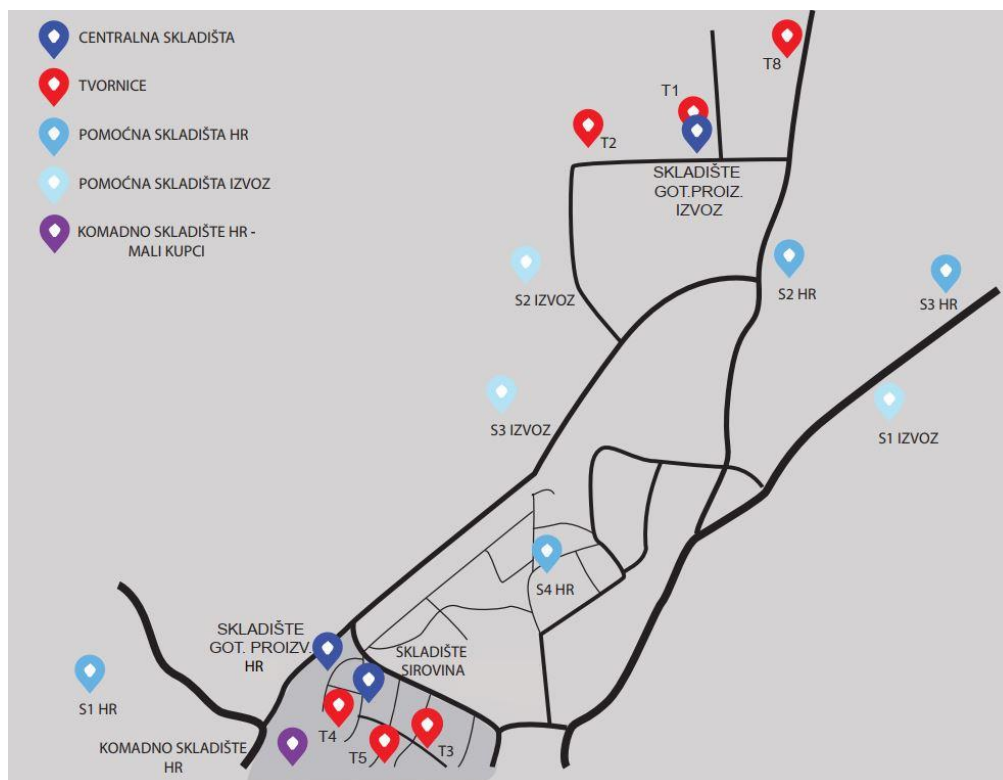 CENTRALNA SKLADIŠTA
TVORNICE
POMOĆNA SKLADIŠTA HR
POMOĆNA SKLADIŠTA IZVOZ
KOMADNO SKLADIŠTE HR -
MALI KUPCI
T8
T1
T2
SKLADIŠTE
GOT.PROIZ.
IZVOZ
S2 IZVOZ
S2 HR
S3 HR
S3 IZVOZ
S1 IZVOZ
S4 HR
SKLADIŠTE
GOT. PROIZV.
HR
SKLADIŠTE
SIROVINA
S1 HR
T4
T5
T3
KOMADNO SKLADIŠTE
HR